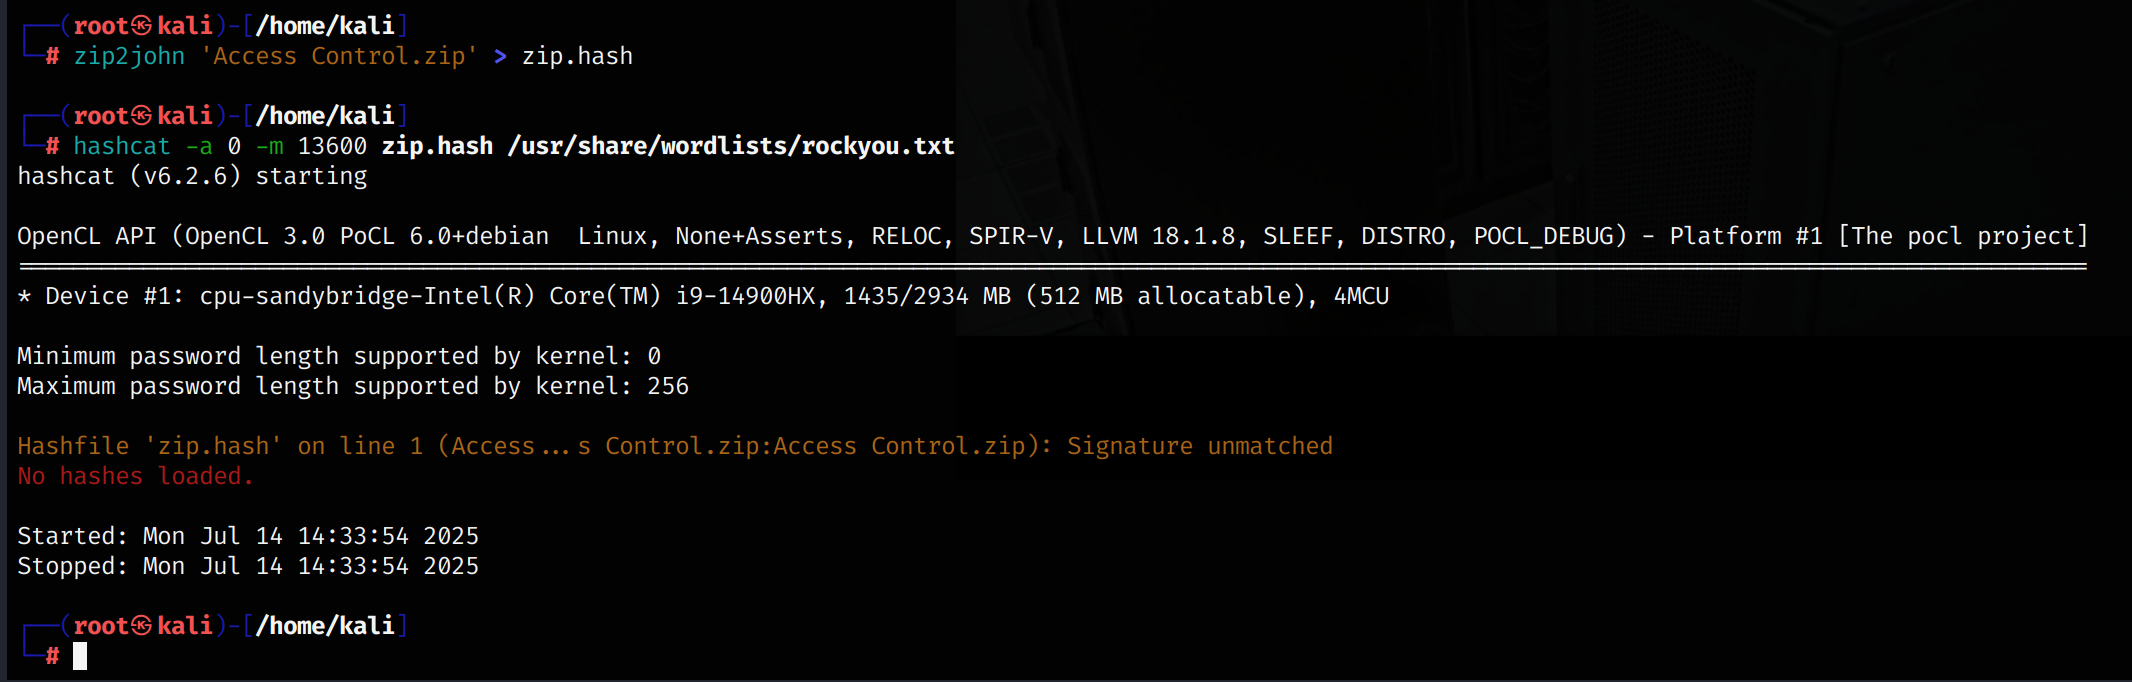 ┌──(root㉿kali)-[/home/kali]
└─# zip2john 'Access Control.zip' > zip.hash
┌──(root㉿kali)-[/home/kali]
└─# hashcat -a 0 -m 13600 zip.hash /usr/share/wordlists/rockyou.txt
hashcat (v6.2.6) starting
OpenCL API (OpenCL 3.0 PoCL 6.0+debian  Linux, None+Asserts, RELOC, SPIR-V, LLVM 18.1.8, SLEEF, DISTRO, POCL_DEBUG) - Platform #1 [The pocl project]
====================================================================================================================================================
* Device #1: cpu-sandybridge-Intel(R) Core(TM) i9-14900HX, 1435/2934 MB (512 MB allocatable), 4MCU
Minimum password length supported by kernel: 0
Maximum password length supported by kernel: 256
Hashfile 'zip.hash' on line 1 (Access...s Control.zip:Access Control.zip): Signature unmatched
No hashes loaded.
Started: Mon Jul 14 14:33:54 2025
Stopped: Mon Jul 14 14:33:54 2025
┌──(root㉿kali)-[/home/kali]
└─#